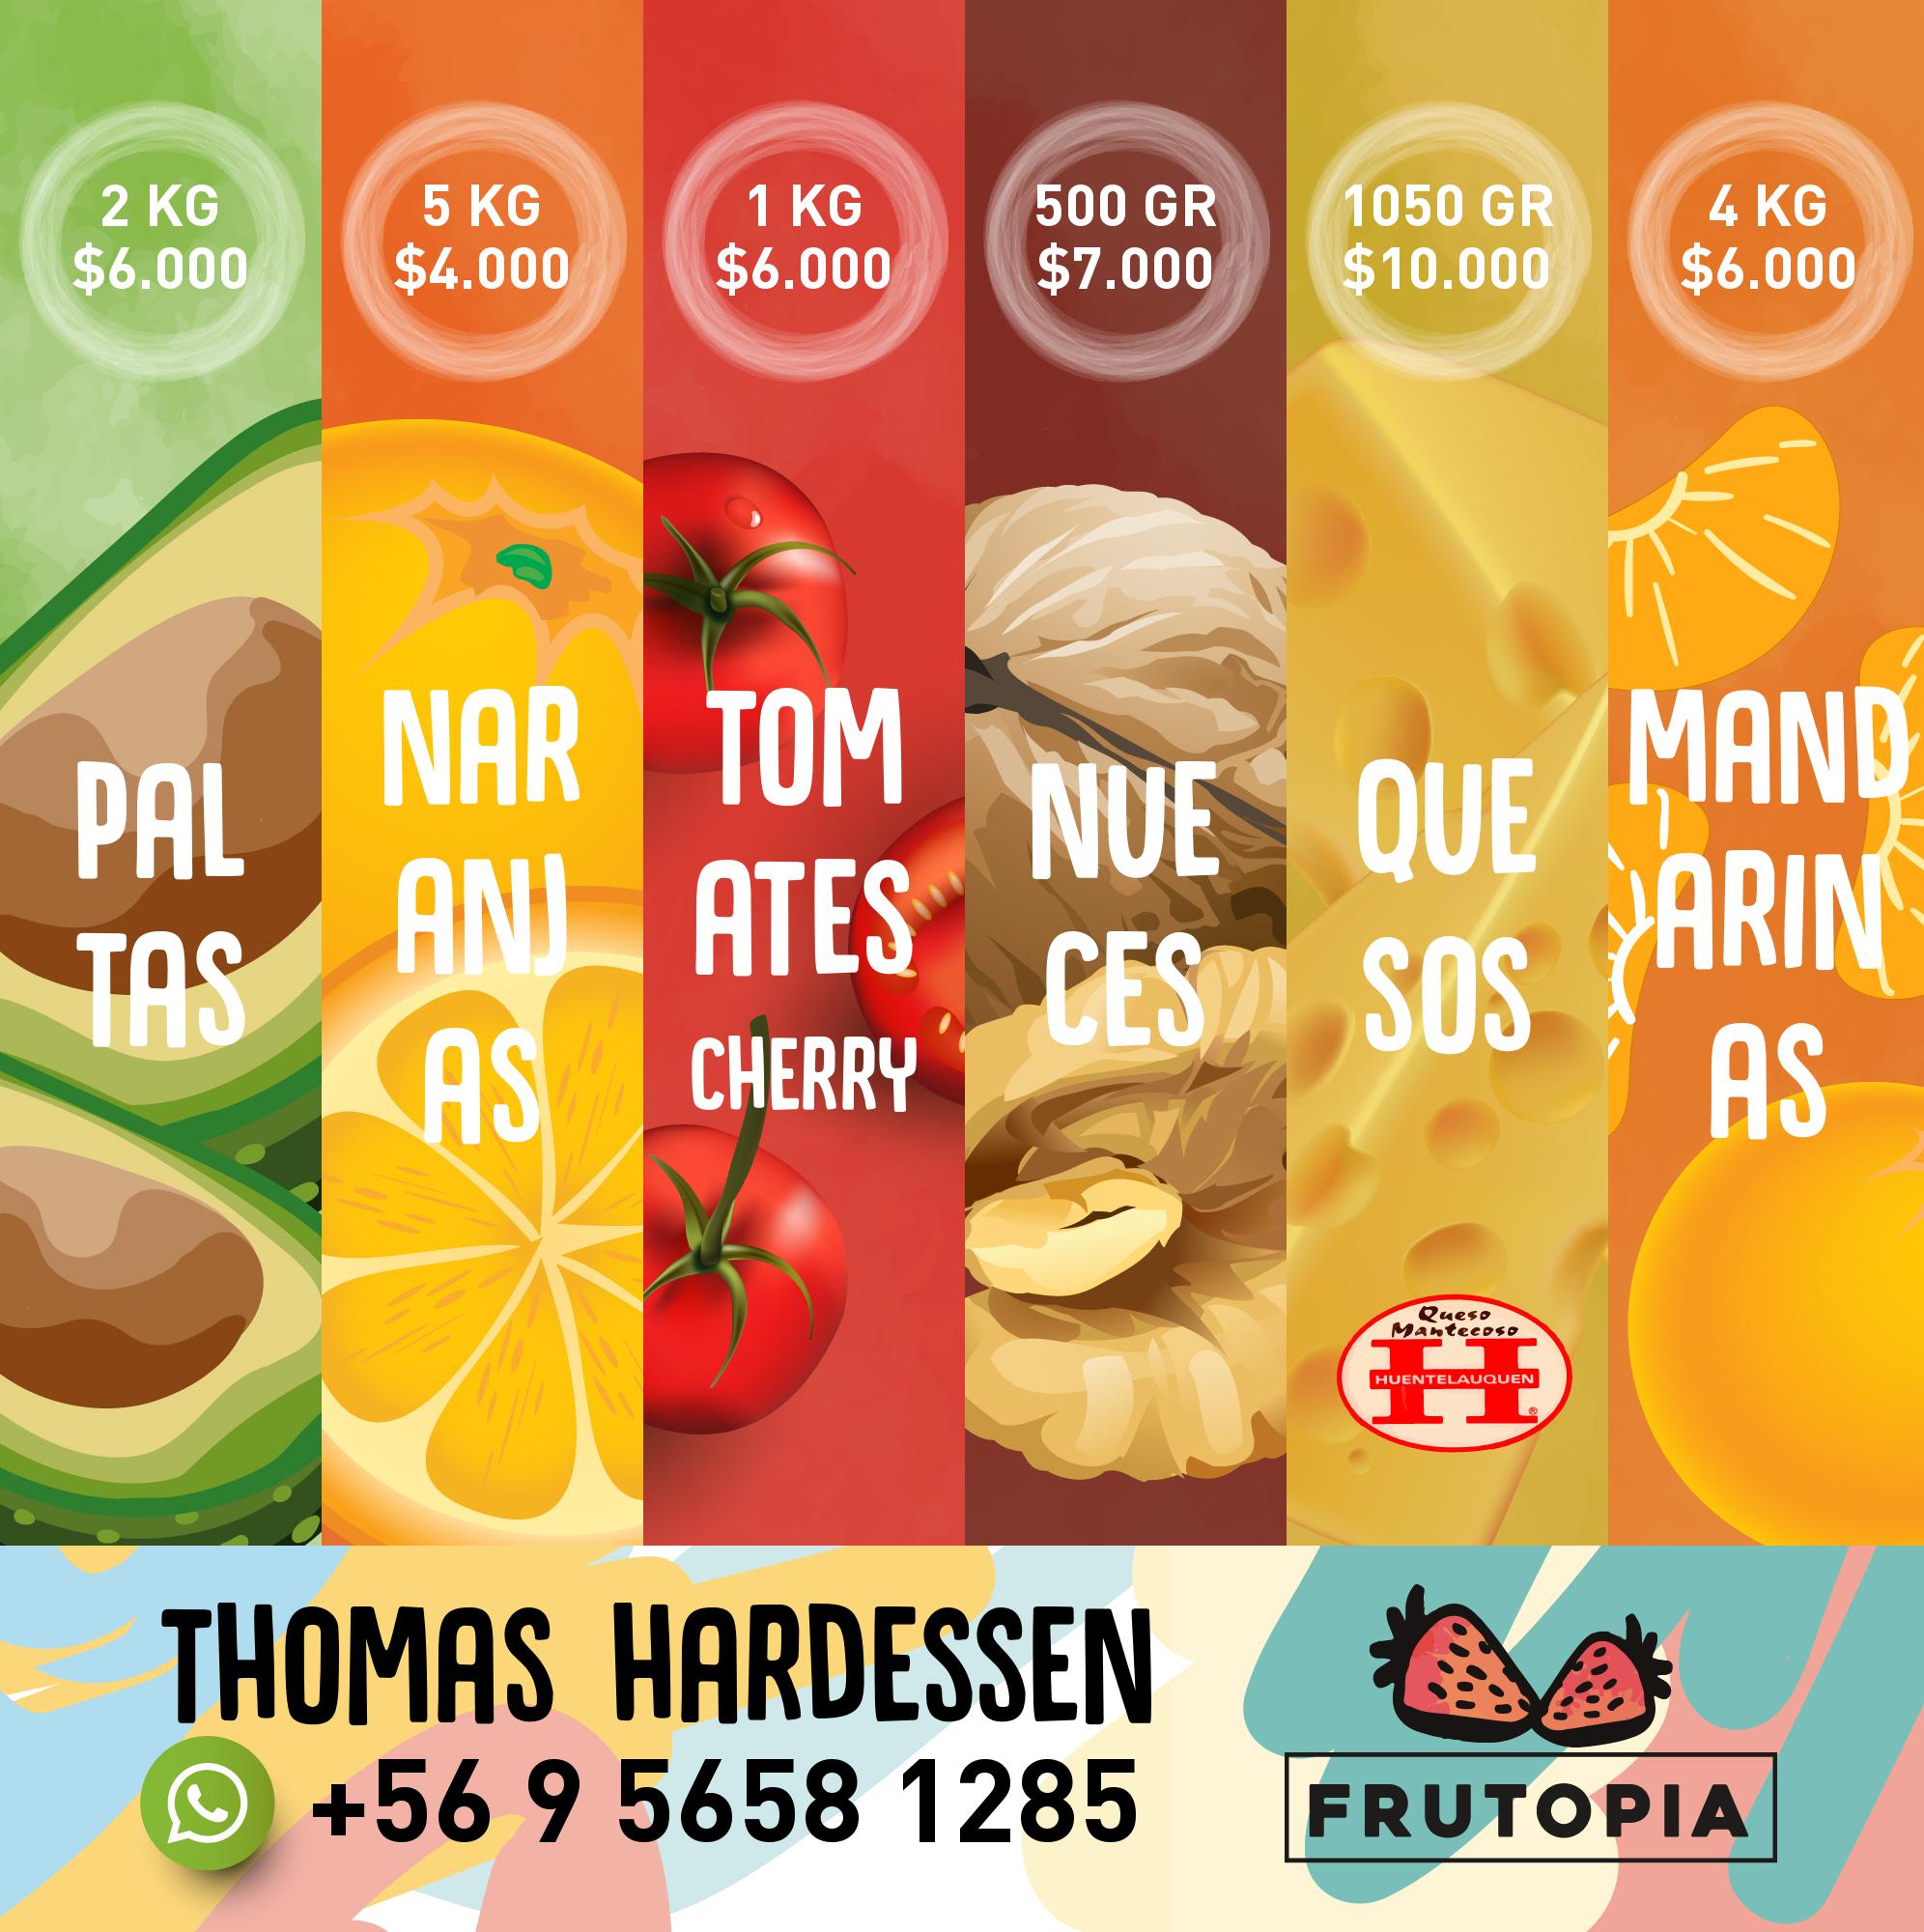 2 KG
$6.000
PAL
TAS
5 KG
$4.000
NAR
ANJ
AS
1 KG
$6.000
TOM
ATES
CHERRY
500 GR
$7.000
NUE
CES
1050 GR
$10.000
QUE
SOS
Queso
Mantecoso
H
HUENTELAUQUEN
®
4 KG
$6.000
MAND
ARIN
AS
THOMAS HARDESSEN
+56 9 5658 1285
FRUTOPIA